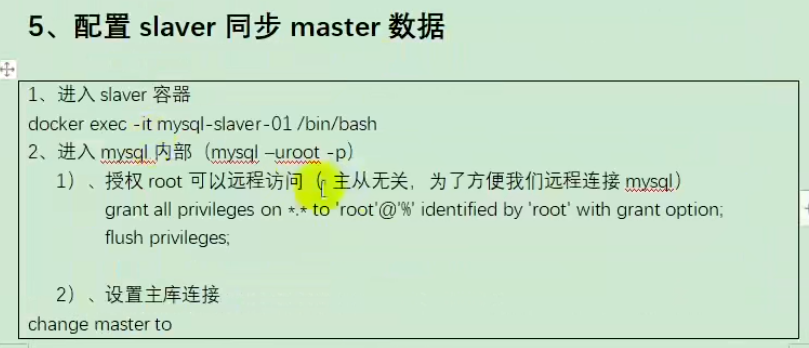 5、配置 slaver 同步 master 数据
1、进入 slaver 容器
docker exec -it mysql-slaver-01 /bin/bash
2、进入 mysql 内部（mysql –uroot -p）
1）、授权 root 可以远程访问（ 主从无关，为了方便我们远程连接 mysql）
grant all privileges on *.* to 'root'@'%' identified by 'root' with grant option;
flush privileges;
2）、设置主库连接
change master to